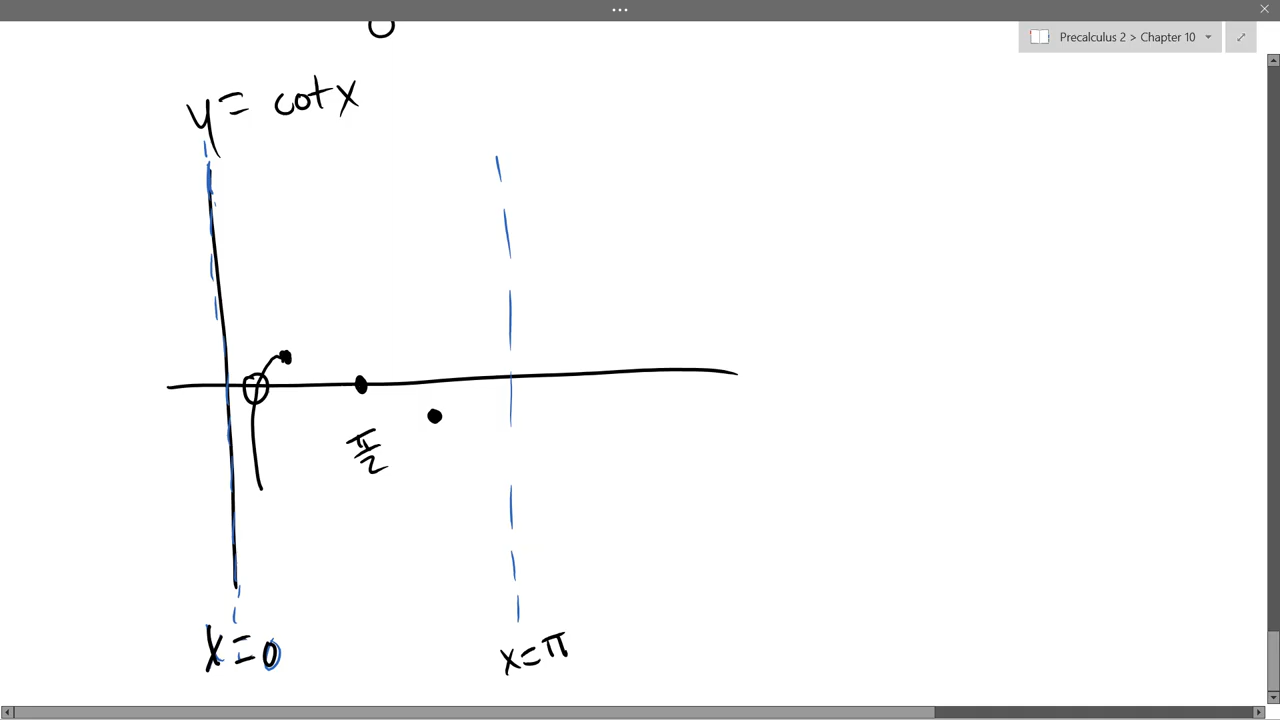 Precalculus 2 > Chapter 10
y = cot x
π/2
x = 0
x = π